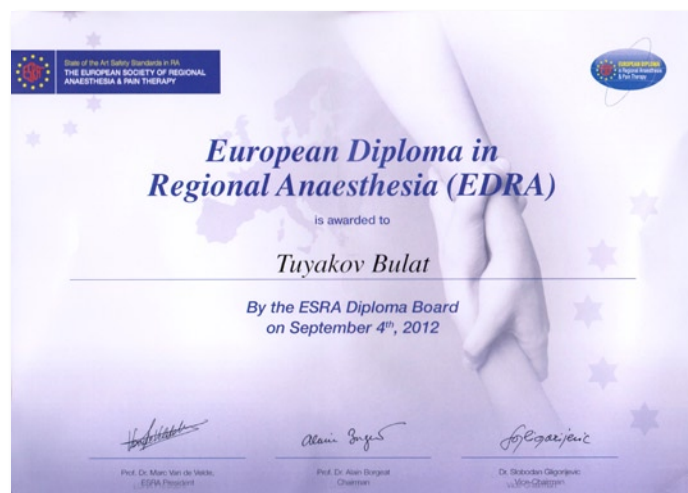 State of the Art Safety Standards in RA
THE EUROPEAN SOCIETY OF REGIONAL
ANAESTHESIA & PAIN THERAPY
EUROPEAN DIPLOMA
in Regional Anaesthesia
& Pain Therapy
European Diploma in
Regional Anaesthesia (EDRA)
is awarded to
Tuyakov Bulat
By the ESRA Diploma Board
on September 4th, 2012
Alain Borgeat
Prof. Dr. Marc Van de Velde,
ESRA President
Prof. Dr. Alain Borgeat
Chairman
Dr. Slobodan Gligorijevic
Vice-Chairman